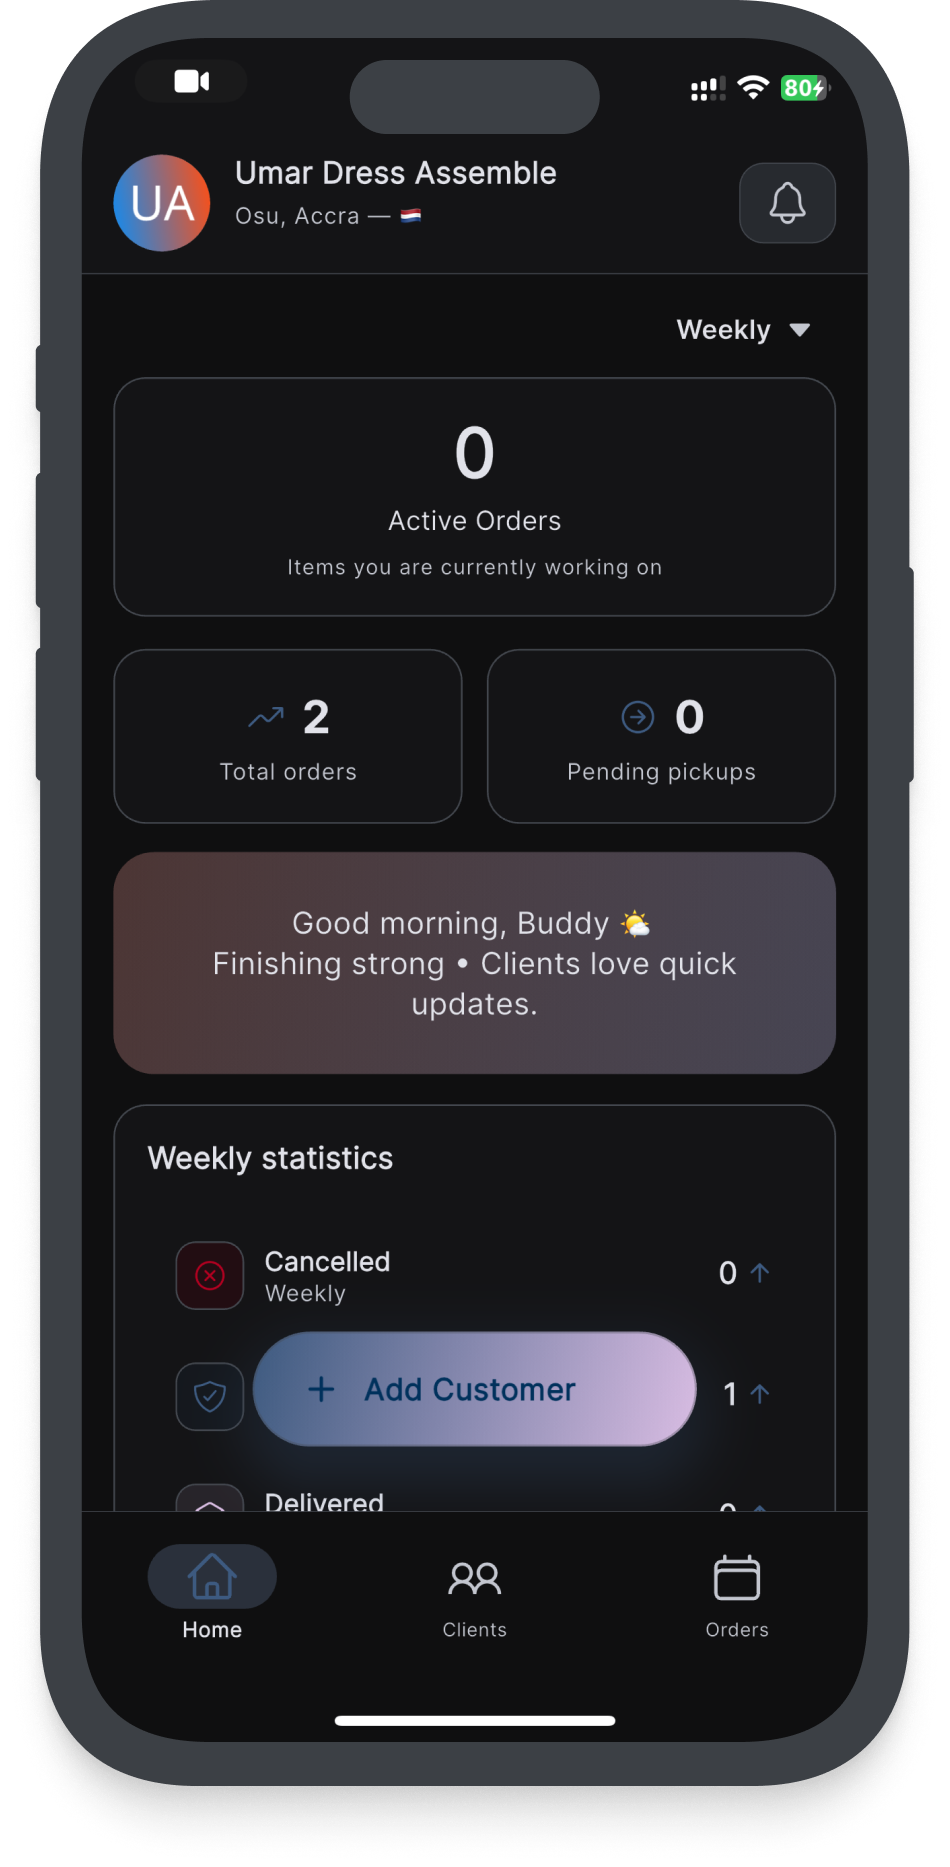 80
UA
Umar Dress Assemble
Osu, Accra — 🇳🇱
Weekly
0
Active Orders
Items you are currently working on
2
Total orders
0
Pending pickups
Good morning, Buddy 🌤️
Finishing strong • Clients love quick
updates.
Weekly statistics
Cancelled
Weekly
0
Add Customer
1
Delivered
0
Home
Clients
Orders